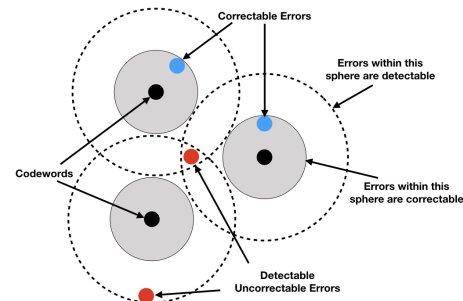 Correctable Errors
Errors within this
sphere are detectable
Codewords
Errors within this
sphere are correctable
Detectable
Uncorrectable Errors